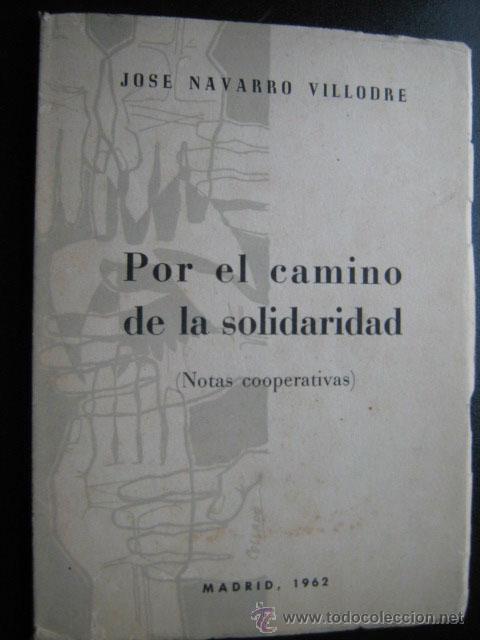 JOSE NAVARRO VILLODRE
Por el camino
de la solidaridad
(Notas cooperativas)
MADRID, 1962
www.todocoleccion.net